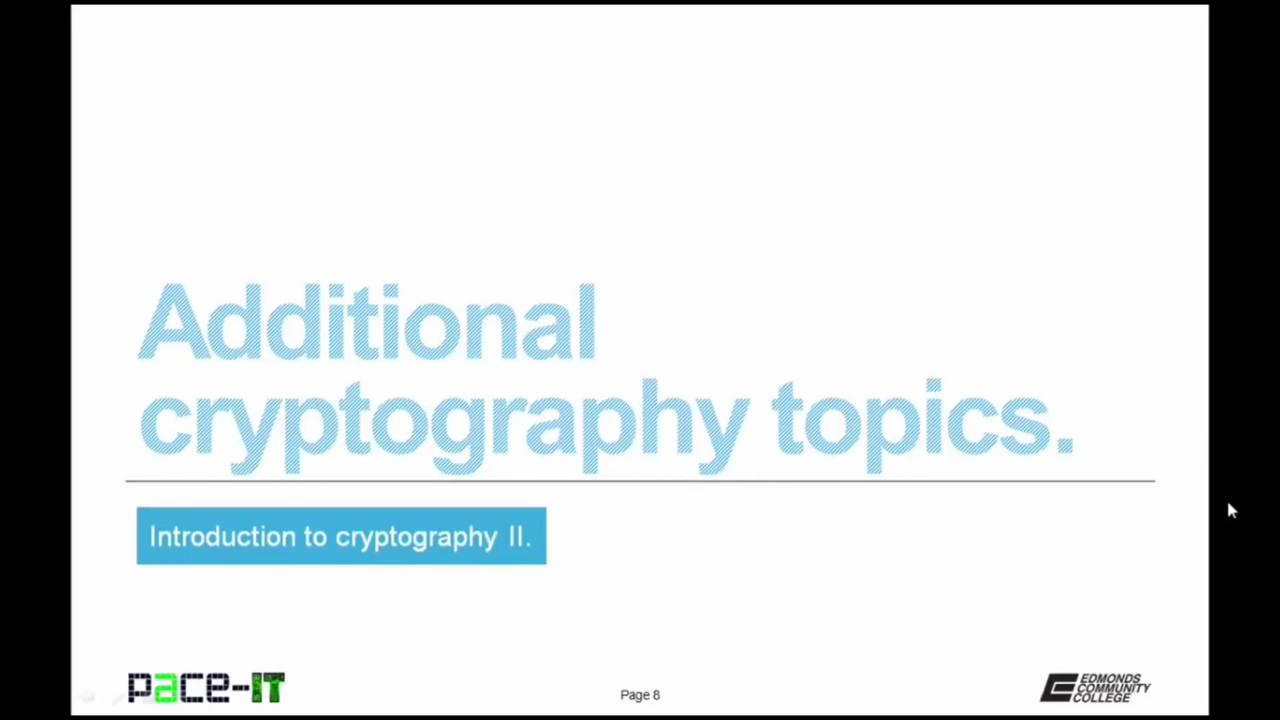 Additional
cryptography topics.
Introduction to cryptography II.
pace-IT
Page 8
EDMONDS
COMMUNITY
COLLEGE